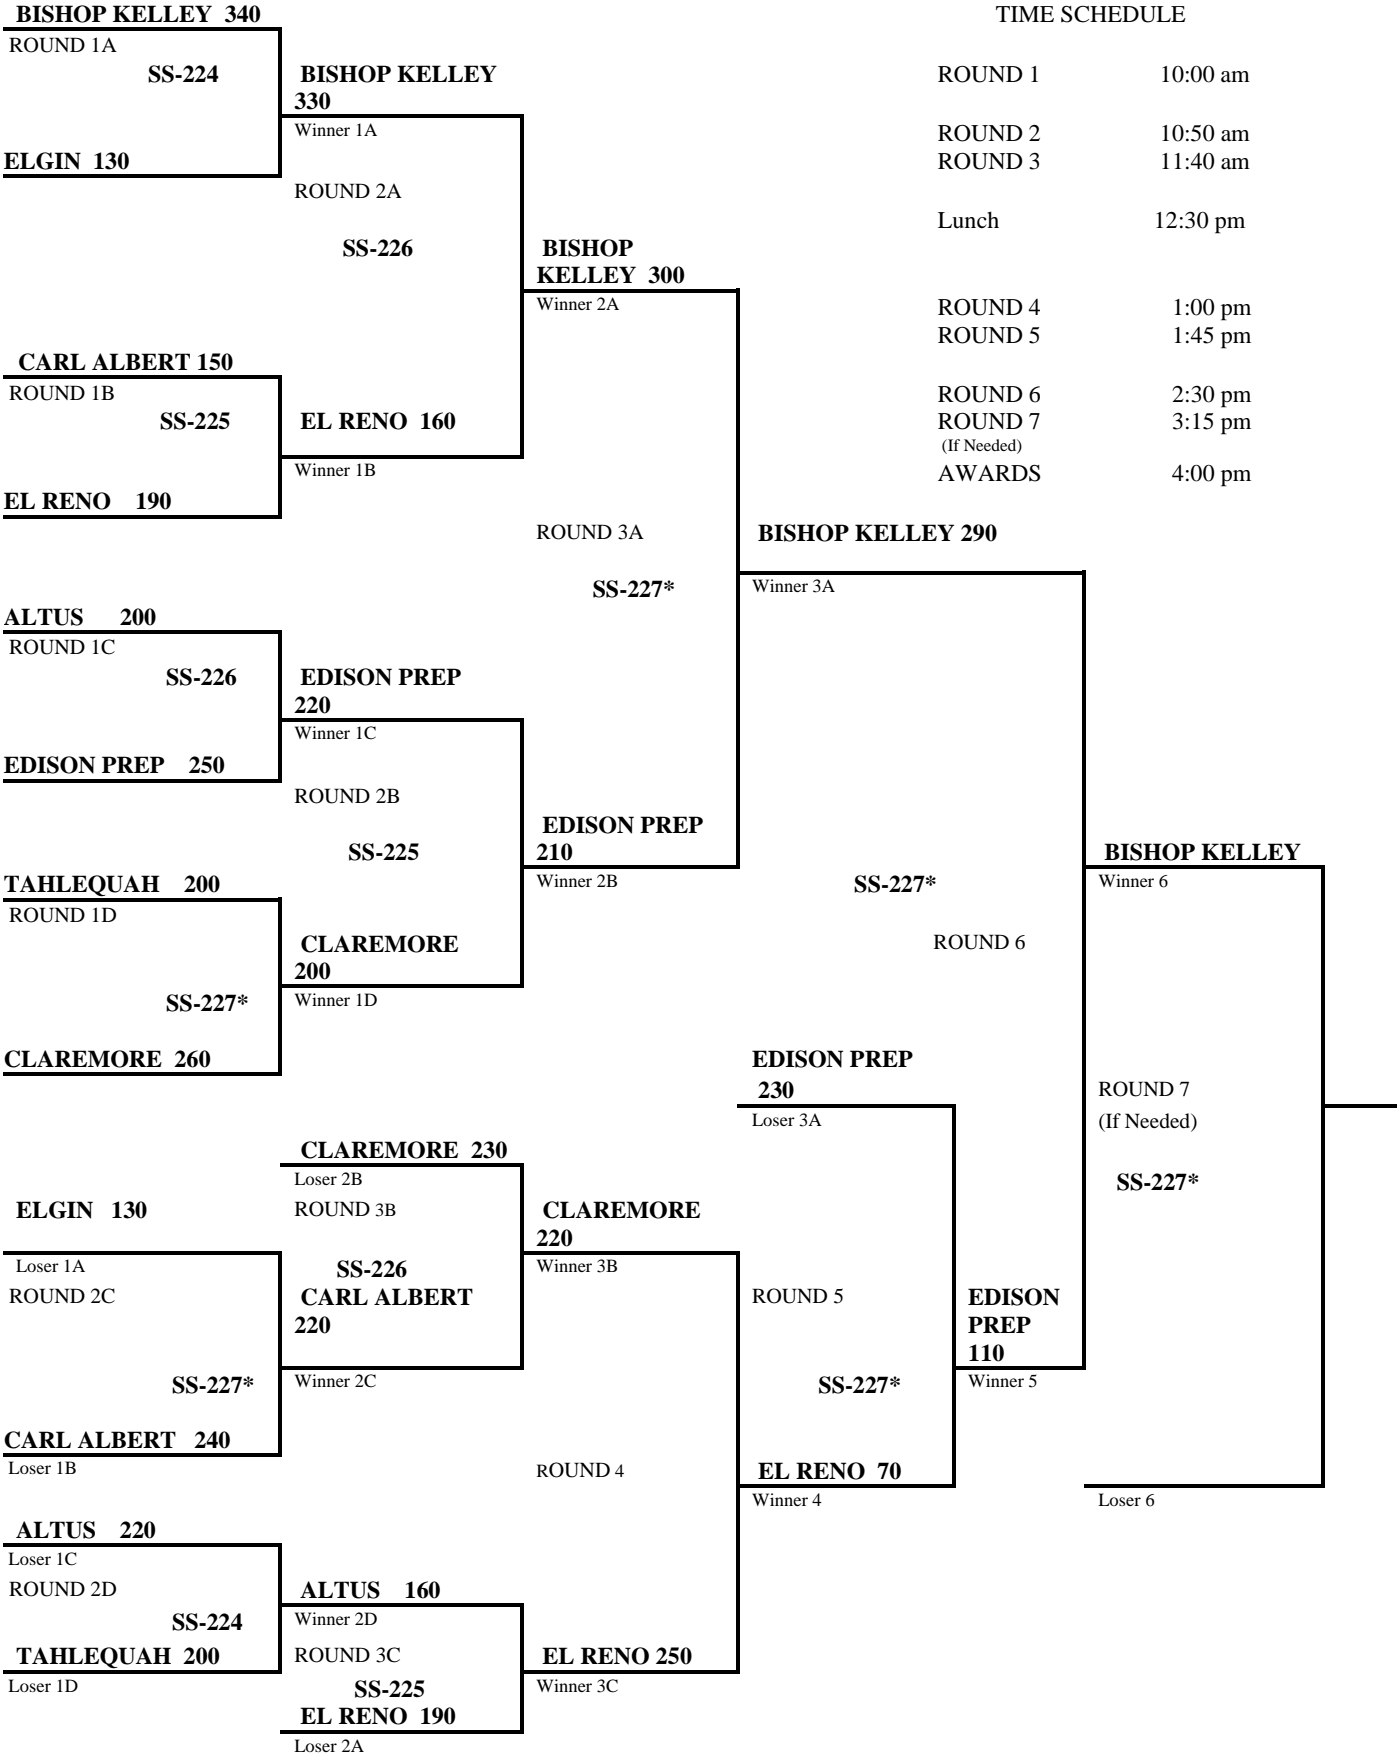 BISHOP KELLEY 340
TIME SCHEDULE
ROUND 1A
SS-224
BISHOP KELLEY
330
ROUND 1 10:00 am
Winner 1A
ROUND 2 10:50 am
ELGIN 130
ROUND 3 11:40 am
ROUND 2A
Lunch 12:30 pm
SS-226
BISHOP
KELLEY 300
Winner 2A
ROUND 4 1:00 pm
ROUND 5 1:45 pm
CARL ALBERT 150
ROUND 1B
ROUND 6 2:30 pm
SS-225
EL RENO 160
ROUND 7 3:15 pm
(If Needed)
Winner 1B
AWARDS 4:00 pm
EL RENO 190
ROUND 3A
BISHOP KELLEY 290
SS-227*
Winner 3A
ALTUS 200
ROUND 1C
SS-226
EDISON PREP
220
Winner 1C
EDISON PREP 250
ROUND 2B
EDISON PREP
210
SS-225
BISHOP KELLEY
Winner 2B
Winner 6
TAHLEQUAH 200
SS-227*
ROUND 1D
CLAREMORE
200
ROUND 6
SS-227*
Winner 1D
CLAREMORE 260
EDISON PREP
230
ROUND 7
(If Needed)
Loser 3A
CLAREMORE 230
Loser 2B
SS-227*
ELGIN 130
ROUND 3B
CLAREMORE
220
Loser 1A
SS-226
Winner 3B
ROUND 2C
CARL ALBERT
220
ROUND 5
EDISON
PREP
110
SS-227*
Winner 2C
SS-227*
Winner 5
CARL ALBERT 240
Loser 1B
ROUND 4
EL RENO 70
Winner 4
Loser 6
ALTUS 220
Loser 1C
ROUND 2D
ALTUS 160
SS-224
Winner 2D
TAHLEQUAH 200
ROUND 3C
EL RENO 250
Loser 1D
SS-225
Winner 3C
EL RENO 190
Loser 2A